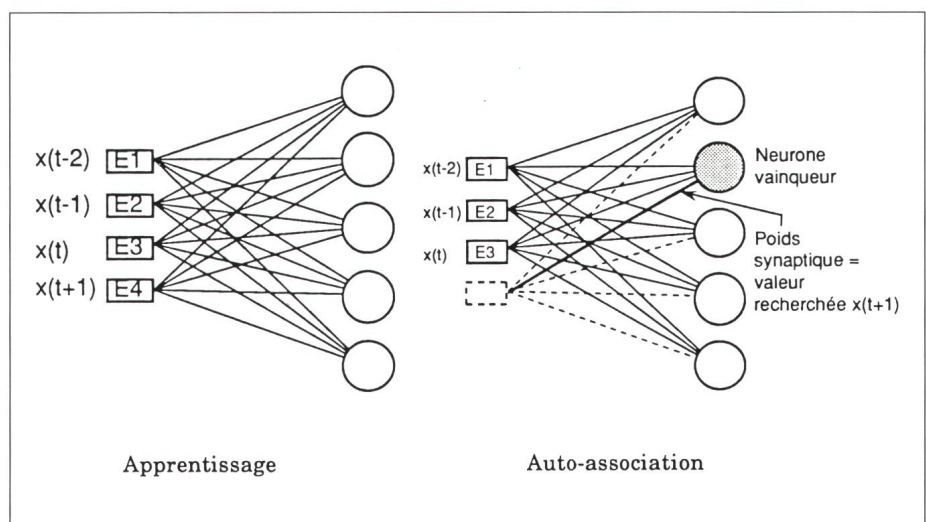 x(t-2) E1
x(t-1) E2
x(t) E3
x(t+1) E4
Apprentissage
x(t-2) E1
x(t-1) E2
x(t) E3
Neurone
vainqueur
Poids
synaptique =
valeur
recherchée x(t+1)
Auto-association